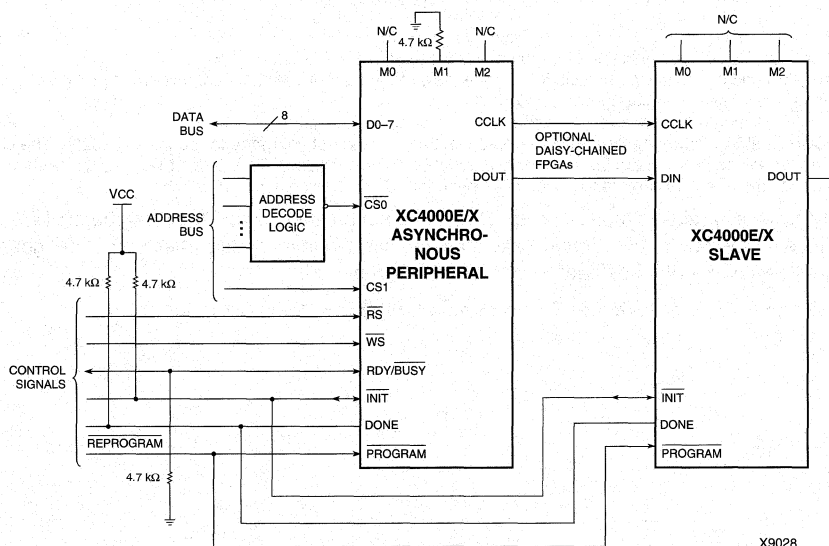 N/C
4.7 kΩ
N/C
M0
M1
M2
N/C
M0
M1
M2
DATA
BUS
8
D0–7
CCLK
OPTIONAL
DAISY-CHAINED
FPGAs
CCLK
DOUT
DIN
DOUT
VCC
ADDRESS
BUS
ADDRESS
DECODE
LOGIC
CS0
XC4000E/X
ASYNCHRO-
NOUS
PERIPHERAL
XC4000E/X
SLAVE
4.7 kΩ
4.7 kΩ
CS1
RS
WS
CONTROL
SIGNALS
RDY/BUSY
INIT
INIT
DONE
DONE
REPROGRAM
PROGRAM
PROGRAM
4.7 kΩ
X9028